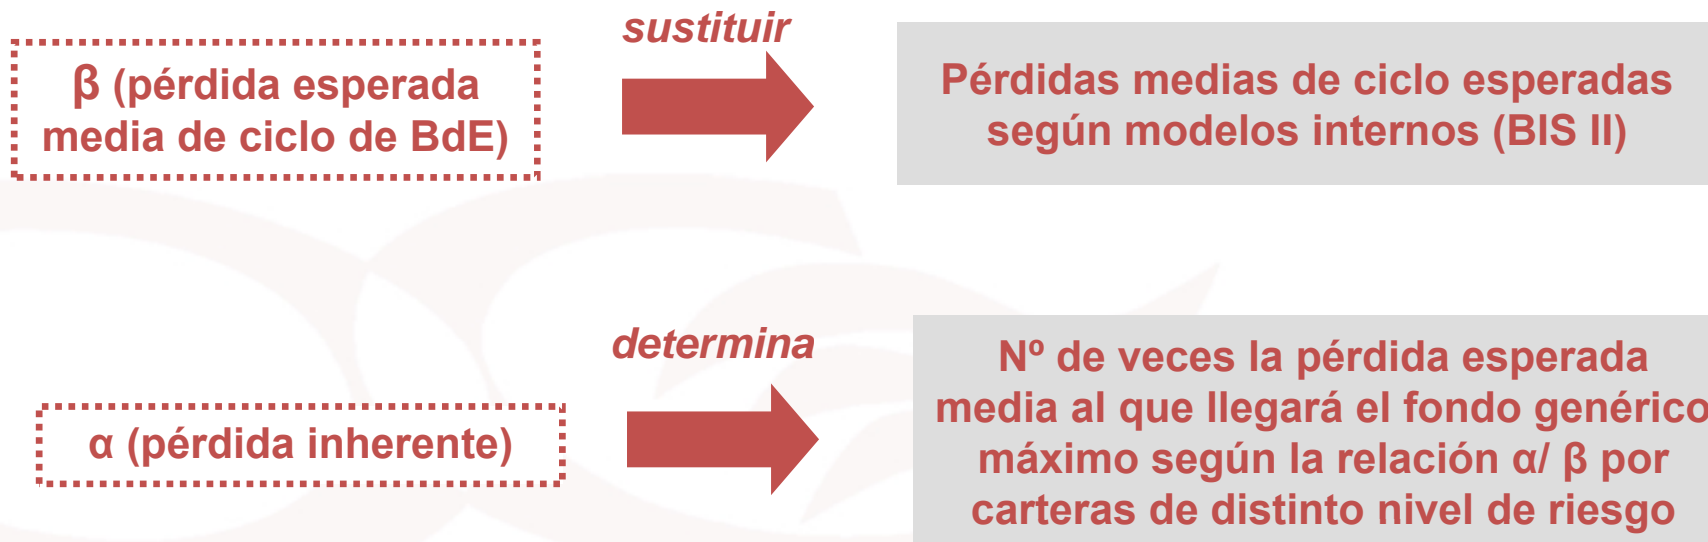 sustituir
β (pérdida esperada
media de ciclo de BdE)
Pérdidas medias de ciclo esperadas
según modelos internos (BIS II)
determina
α (pérdida inherente)
Nº de veces la pérdida esperada
media al que llegará el fondo genérico
máximo según la relación α/ β por
carteras de distinto nivel de riesgo